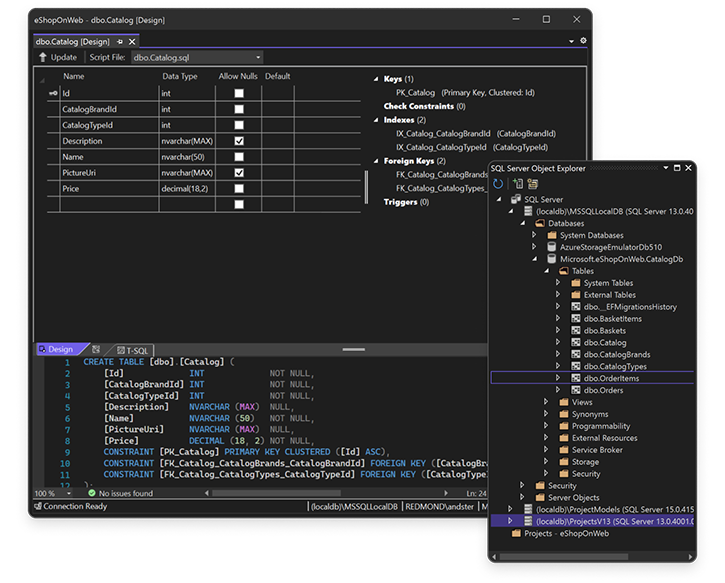 eShopOnWeb - dbo.Catalog [Design]
dbo.Catalog [Design]
Update
Script File:
dbo.Catalog.sql
Name Data Type Allow Nulls Default
Id int
CatalogBrandId int
CatalogTypeId int
Description nvarchar(MAX)
Name nvarchar(50)
PictureUri nvarchar(MAX)
Price decimal(18,2)
Keys (1)
PK_Catalog (Primary Key, Clustered: Id)
Check Constraints (0)
Indexes (2)
IX_Catalog_CatalogBrandId (CatalogBrandId)
IX_Catalog_CatalogTypeId (CatalogTypeId)
Foreign Keys (2)
FK_Catalog_CatalogBrands
FK_Catalog_CatalogTypes_
Triggers (0)
Design
T-SQL
1 CREATE TABLE [dbo].[Catalog] (
2 [Id] INT NOT NULL,
3 [CatalogBrandId] INT NOT NULL,
4 [CatalogTypeId] INT NOT NULL,
5 [Description] NVARCHAR (MAX) NULL,
6 [Name] NVARCHAR (50) NOT NULL,
7 [PictureUri] NVARCHAR (MAX) NULL,
8 [Price] DECIMAL (18, 2) NOT NULL,
9 CONSTRAINT [PK_Catalog] PRIMARY KEY CLUSTERED ([Id] ASC),
10 CONSTRAINT [FK_Catalog_CatalogBrands_CatalogBrandId] FOREIGN KEY ([CatalogBra
11 CONSTRAINT [FK_Catalog_CatalogTypes_CatalogTypeId] FOREIGN KEY ([CatalogType
12 );
100 %
No issues found
Ln: 24
Connection Ready
(localdb)\MSSQLLocalDB
REDMOND\andster
M
SQL Server Object Explorer
SQL Server
(localdb)\MSSQLLocalDB (SQL Server 13.0.40
Databases
System Databases
AzureStorageEmulatorDb510
Microsoft.eShopOnWeb.CatalogDb
Tables
System Tables
External Tables
dbo.__EFMigrationsHistory
dbo.BasketItems
dbo.Baskets
dbo.Catalog
dbo.CatalogBrands
dbo.CatalogTypes
dbo.OrderItems
dbo.Orders
Views
Synonyms
Programmability
External Resources
Service Broker
Storage
Security
Security
Server Objects
(localdb)\ProjectModels (SQL Server 15.0.415
(localdb)\ProjectsV13 (SQL Server 13.0.4001.0
Projects - eShopOnWeb